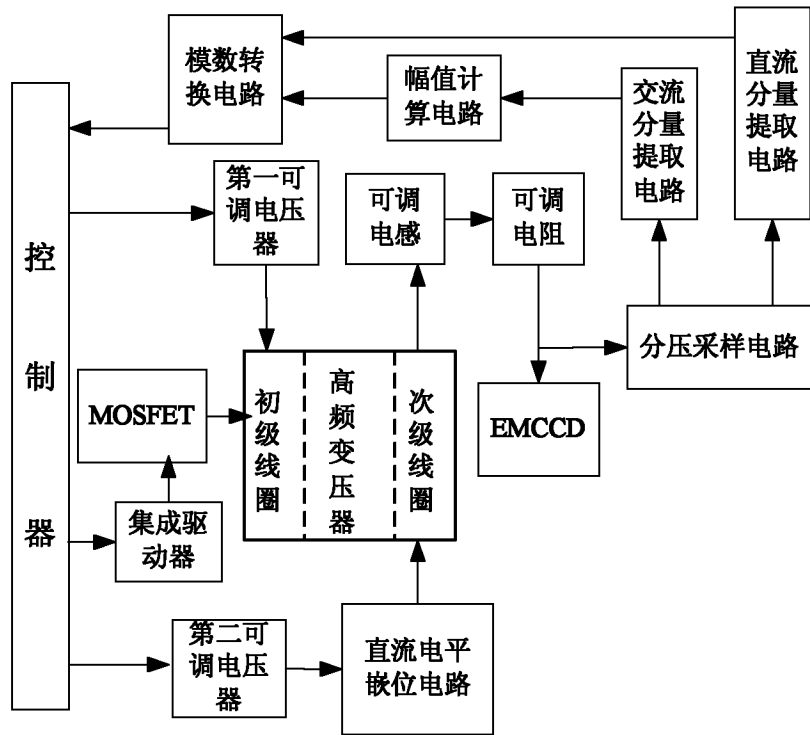 模数转
换电路
幅值计
算电路
交流
分量
提取
电路
直流
分量
提取
电路
控
制
器
第一可
调电压
器
可调
电感
可调
电阻
分压采样电路
MOSFET
初
级
线
圈
高
频
变
压
器
次
级
线
圈
EMCCD
集成驱
动器
第二可
调电压
器
直流电平
嵌位电路